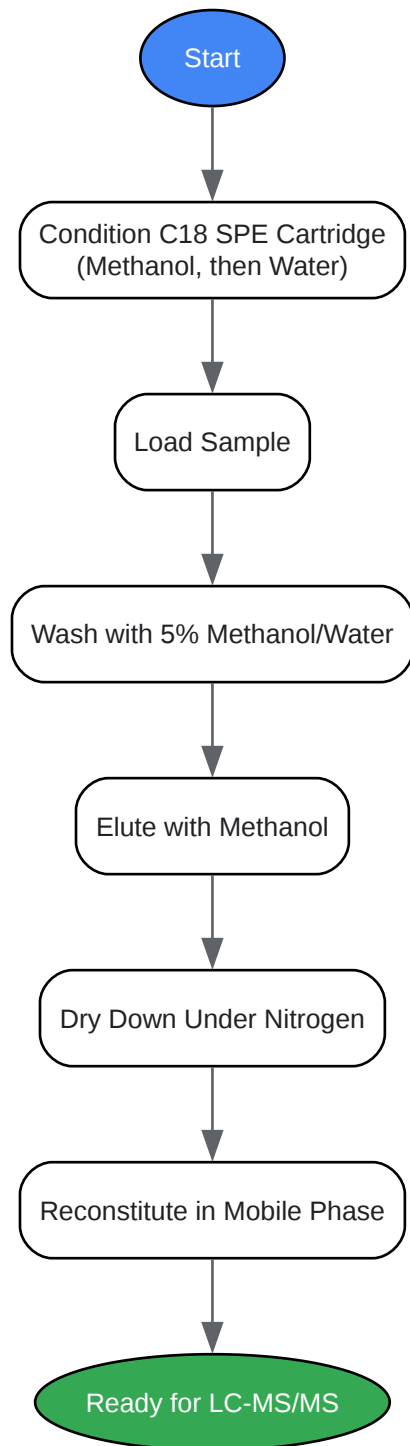 Start
Condition C18 SPE Cartridge
(Methanol, then Water)
Load Sample
Wash with 5% Methanol/Water
Elute with Methanol
Dry Down Under Nitrogen
Reconstitute in Mobile Phase
Ready for LC-MS/MS